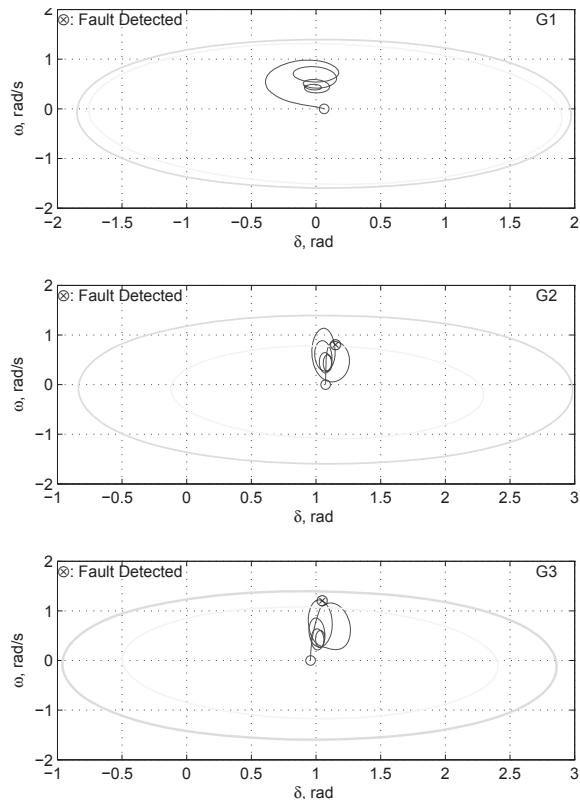 ⊗: Fault Detected G1
2
1
0
−1
−2
ω, rad/s
−2 −1.5 −1 −0.5 0 0.5 1 1.5 2
δ, rad
⊗: Fault Detected G2
2
1
0
−1
−2
ω, rad/s
−1 −0.5 0 0.5 1 1.5 2 2.5 3
δ, rad
⊗: Fault Detected G3
2
1
0
−1
−2
ω, rad/s
−1 −0.5 0 0.5 1 1.5 2 2.5 3
δ, rad